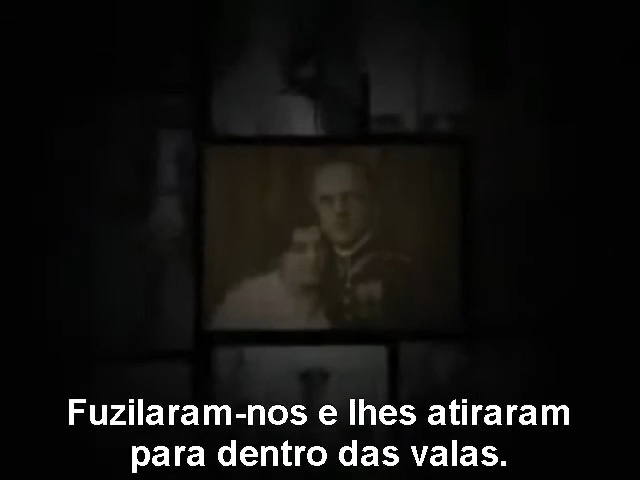 Fuzilaram-nos e lhes atiraram
para dentro das valas.